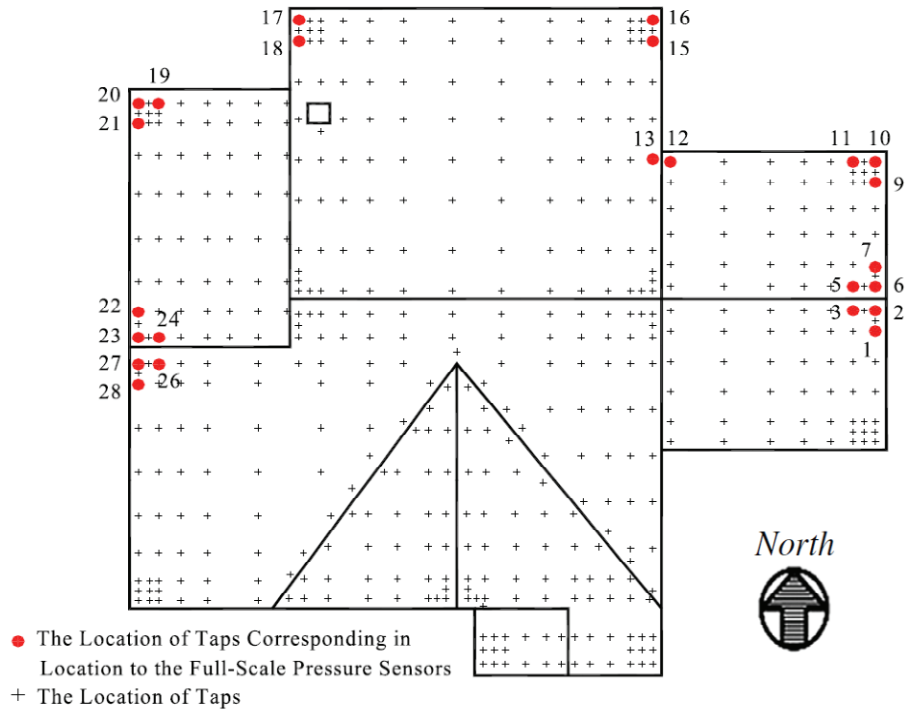 17 16
18 15
19
20
21
13 12 11 10
9
7
22 5 6
24 3 2
23
27 1
26
28
North
The Location of Taps Corresponding in
Location to the Full-Scale Pressure Sensors
+ The Location of Taps